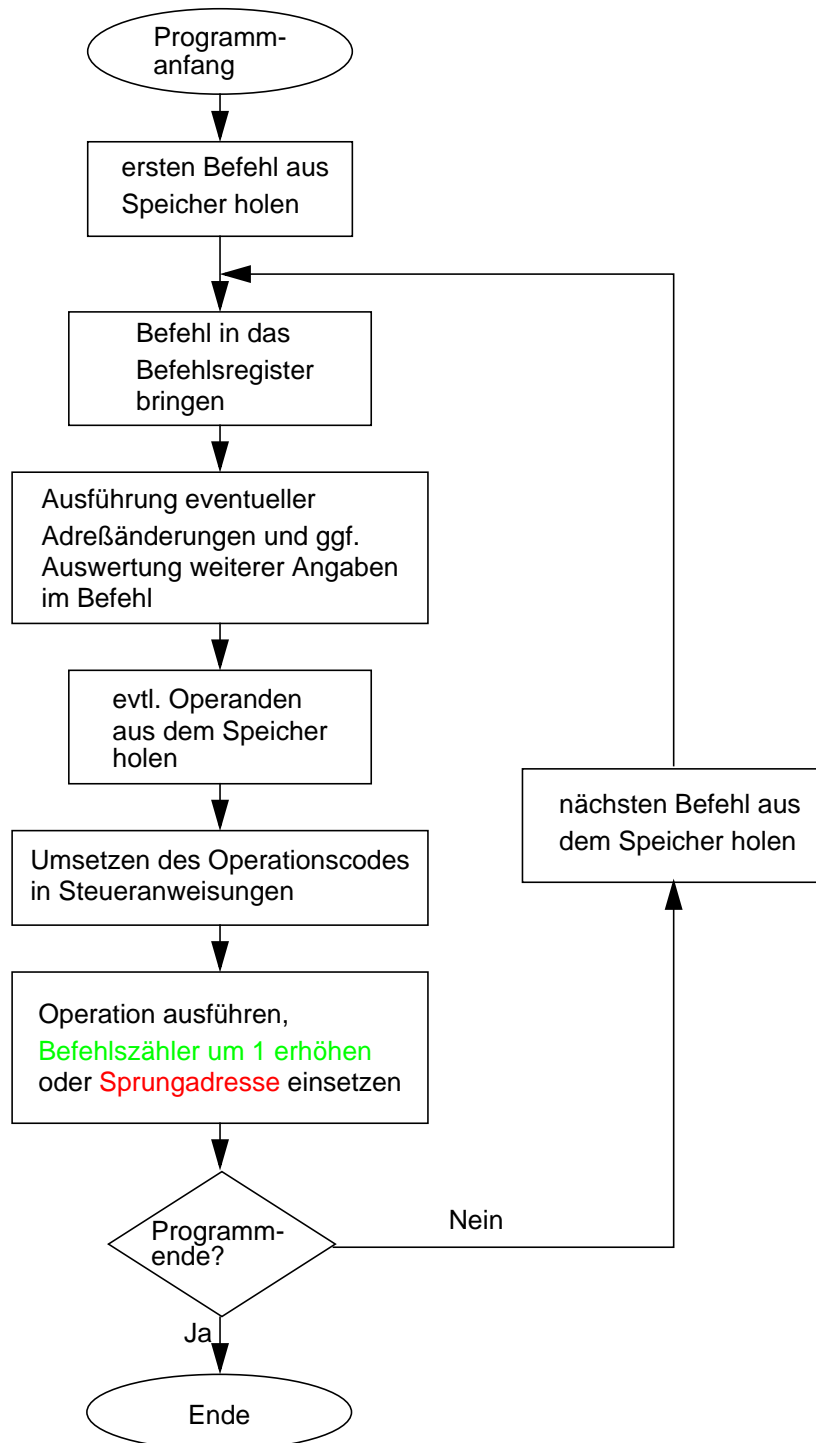 Programm-
anfang
ersten Befehl aus
Speicher holen
Befehl in das
Befehlsregister
bringen
Ausführung eventueller
Adreßänderungen und ggf.
Auswertung weiterer Angaben
im Befehl
evtl. Operanden
aus dem Speicher
holen
nächsten Befehl aus
dem Speicher holen
Umsetzen des Operationscodes
in Steueranweisungen
Operation ausführen,
Befehlszähler um 1 erhöhen
oder Sprungadresse einsetzen
Programm-
ende?
Nein
Ja
Ende